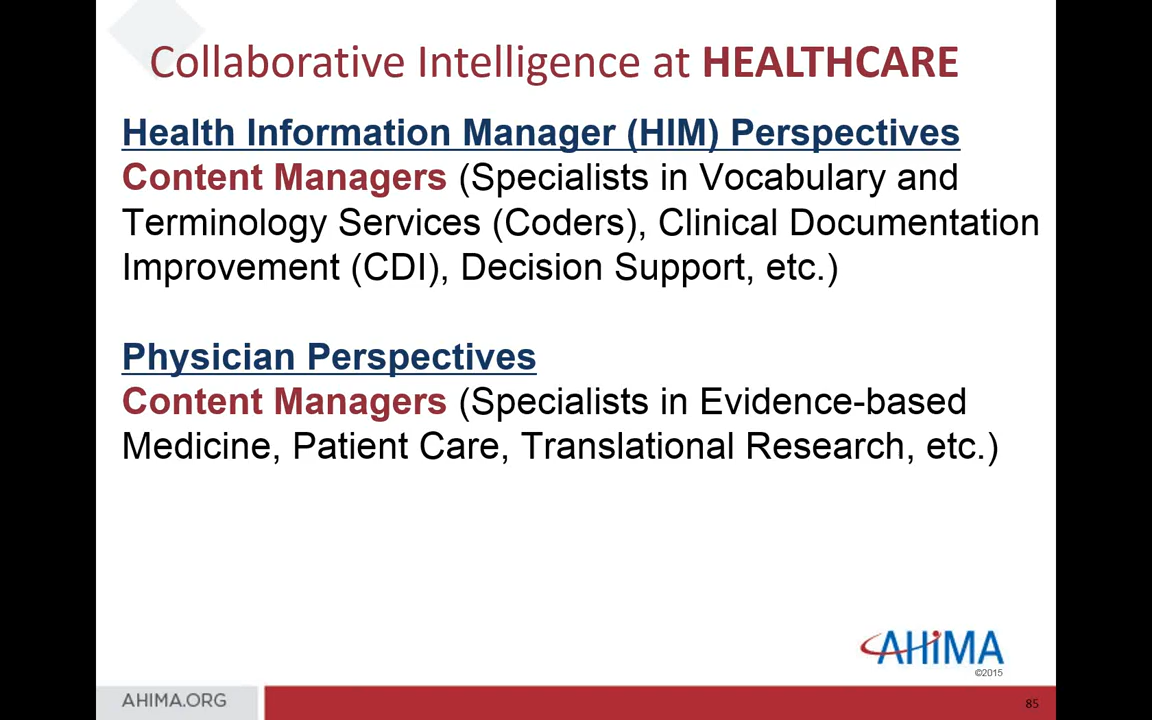 Collaborative Intelligence at HEALTHCARE
Health Information Manager (HIM) Perspectives
Content Managers (Specialists in Vocabulary and
Terminology Services (Coders), Clinical Documentation
Improvement (CDI), Decision Support, etc.)
Physician Perspectives
Content Managers (Specialists in Evidence-based
Medicine, Patient Care, Translational Research, etc.)
AHiMA
©2015
AHIMA.ORG
85